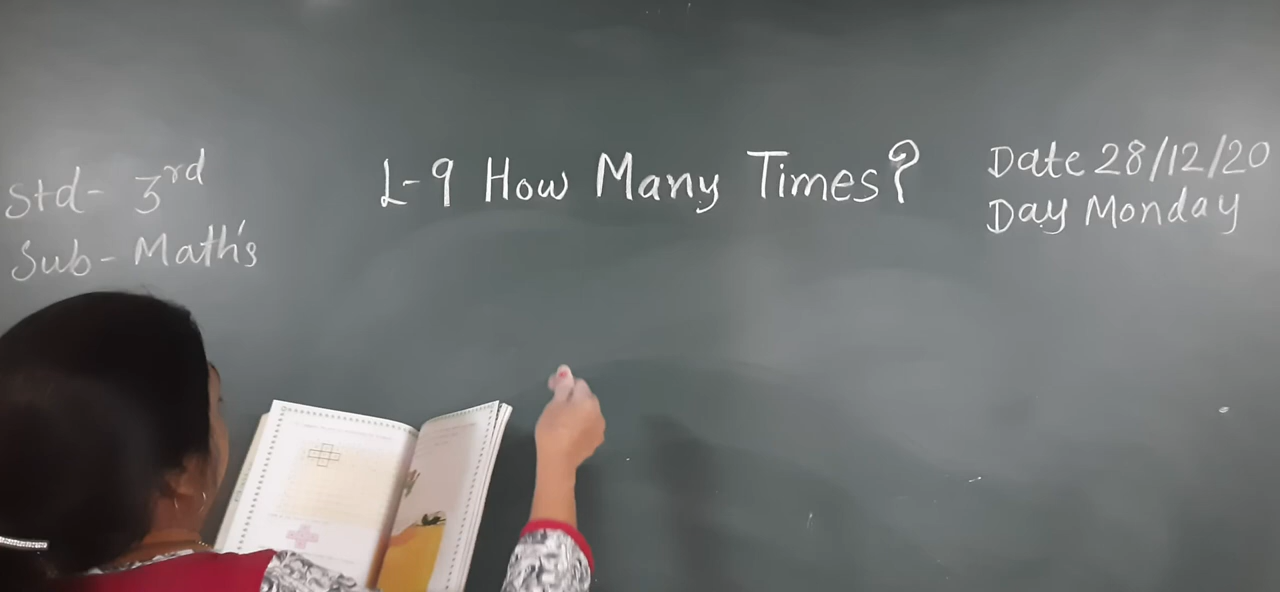 Std- 3rd
Sub- Math's
L-9 How Many Times?
Date 28/12/20
Day Monday